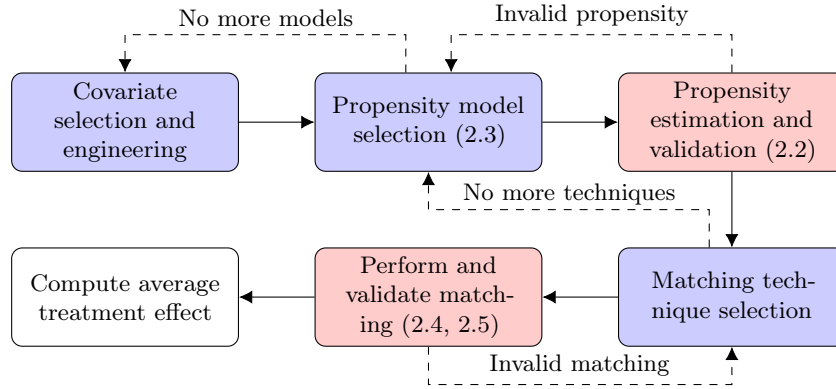 No more models
Invalid propensity
Covariate
selection and
engineering
Propensity model
selection (2.3)
Propensity
estimation and
validation (2.2)
No more techniques
Compute average
treatment effect
Perform and
validate match-
ing (2.4, 2.5)
Matching tech-
nique selection
Invalid matching